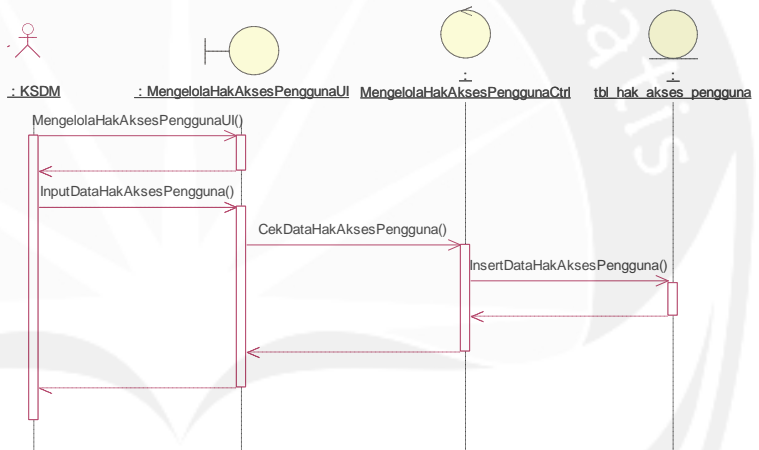 : KSDM
: MengelolaHakAksesPenggunaUI
:
MengelolaHakAksesPenggunaCtrl
:
tbl_hak_akses_pengguna
MengelolaHakAksesPenggunaUI()
InputDataHakAksesPengguna()
CekDataHakAksesPengguna()
InsertDataHakAksesPengguna()